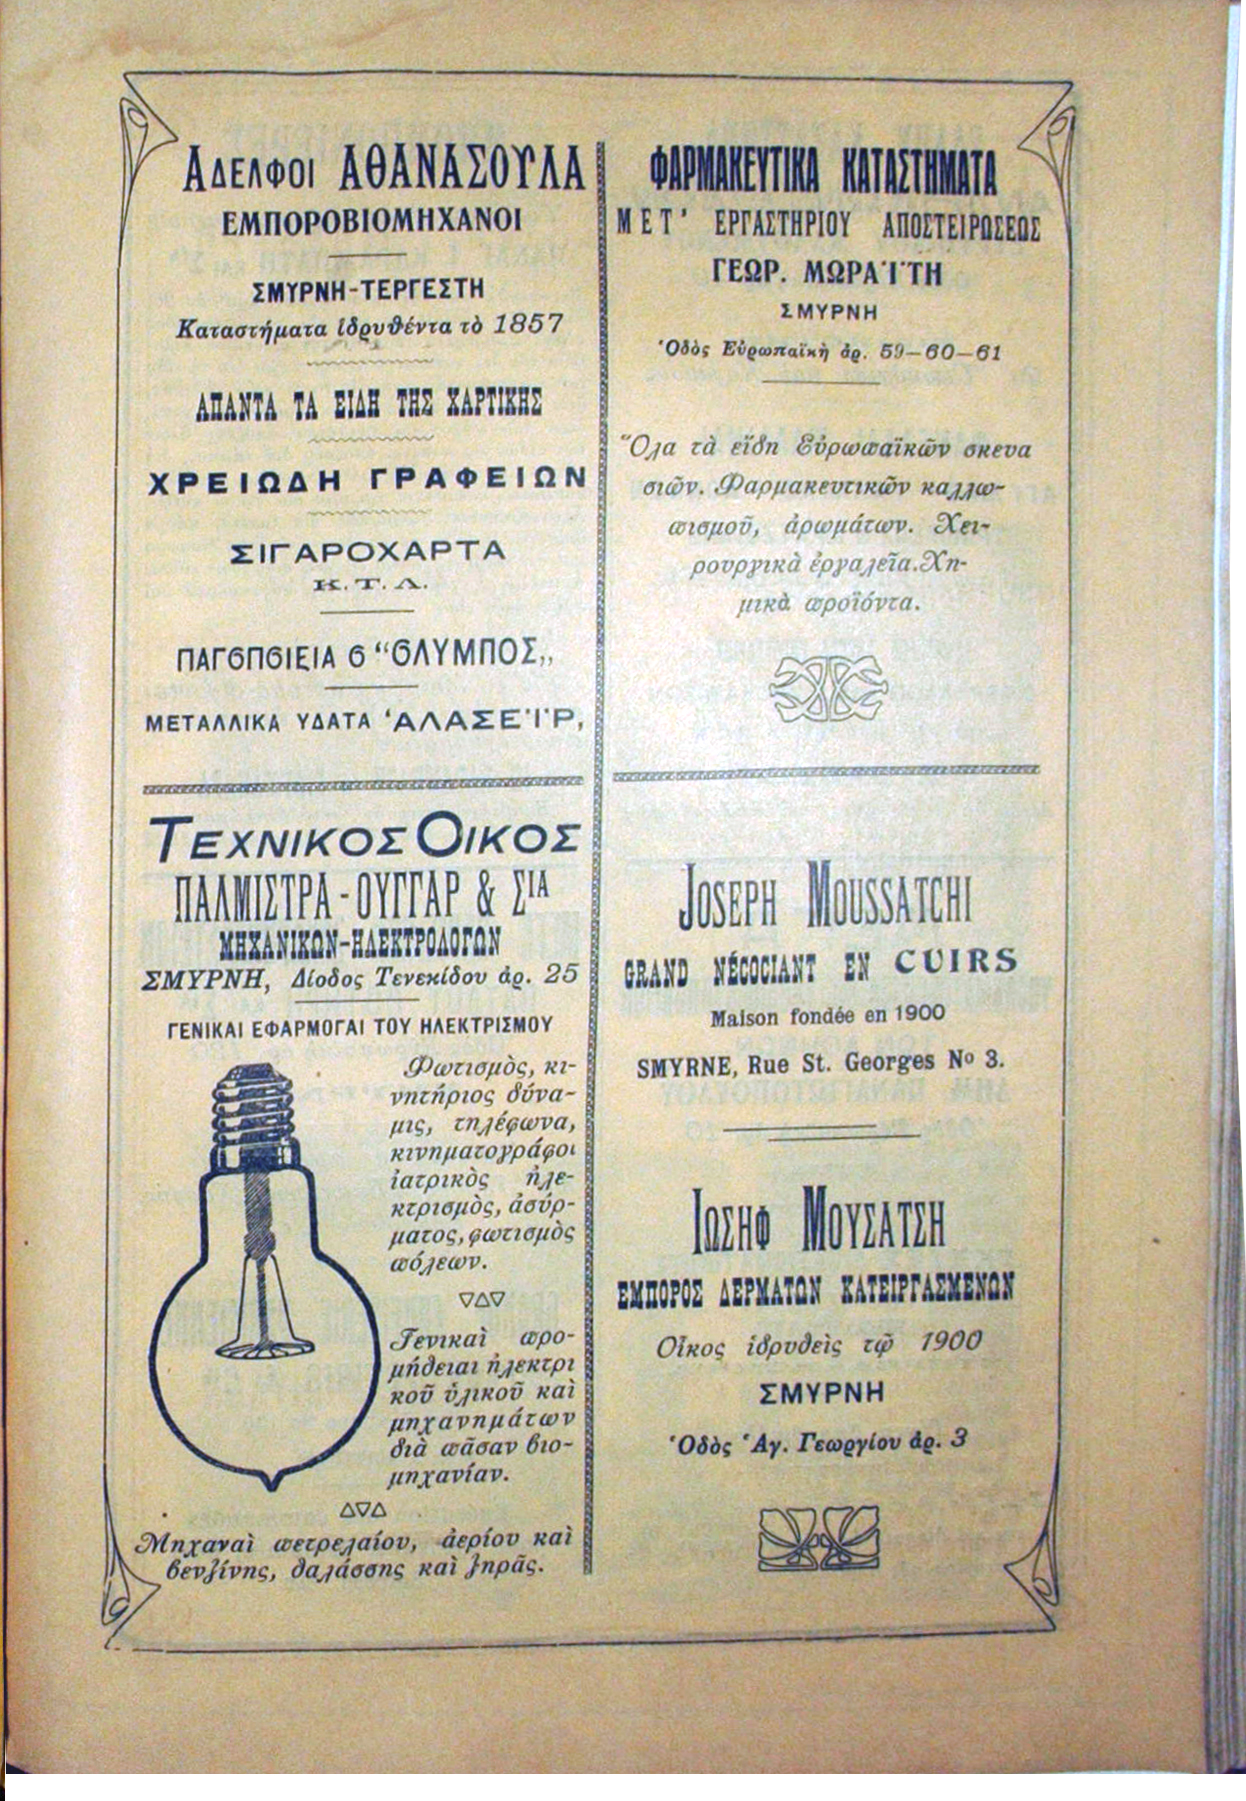 ΑΔΕΛΦΟΙ ΑΘΑΝΑΣΟΥΛΑ
ΕΜΠΟΡΟΒΙΟΜΗΧΑΝΟΙ
ΣΜΥΡΝΗ-ΤΕΡΓΕΣΤΗ
Καταστήματα ἱδρυθέντα τὸ 1857
ΑΠΑΝΤΑ ΤΑ ΕΙΔΗ ΤΗΣ ΧΑΡΤΙΚΗΣ
ΧΡΕΙΩΔΗ ΓΡΑΦΕΙΩΝ
ΣΙΓΑΡΟΧΑΡΤΑ
Κ.Τ.Λ.
ΠΑΓΟΠΟΙΕΙΑ Ο “ΟΛΥΜΠΟΣ„
ΜΕΤΑΛΛΙΚΑ ΥΔΑΤΑ ‘ΑΛΑΣΕΪΡ,
ΤΕΧΝΙΚΟΣ ΟΙΚΟΣ
ΠΑΛΜΙΣΤΡΑ - ΟΥΓΓΑΡ & ΣΙΑ
ΜΗΧΑΝΙΚΩΝ-ΗΛΕΚΤΡΟΛΟΓΩΝ
ΣΜΥΡΝΗ, Δίοδος Τενεκίδου ἀρ. 25
ΓΕΝΙΚΑΙ ΕΦΑΡΜΟΓΑΙ ΤΟΥ ΗΛΕΚΤΡΙΣΜΟΥ
Φωτισμὸς, κι-
νητήριος δύνα-
μις, τηλέφωνα,
κινηματογράφοι
ἰατρικὸς ἠλε-
κτρισμὸς, ἀσύρ-
ματος, φωτισμὸς
πόλεων.
Γενικαὶ προ-
μήθειαι ἠλεκτρι
κοῦ ὑλικοῦ καὶ
μηχανημάτων
διὰ πᾶσαν βιο-
μηχανίαν.
Μηχαναὶ πετρελαίου, ἀερίου καὶ
βενζίνης, θαλάσσης καὶ ξηρᾶς.
ΦΑΡΜΑΚΕΥΤΙΚΑ ΚΑΤΑΣΤΗΜΑΤΑ
ΜΕΤ’ ΕΡΓΑΣΤΗΡΙΟΥ ΑΠΟΣΤΕΙΡΩΣΕΩΣ
ΓΕΩΡ. ΜΩΡΑΪΤΗ
ΣΜΥΡΝΗ
Ὁδὸς Εὐρωπαϊκὴ ἀρ. 59—60—61
Ὅλα τὰ εἴδη Εὐρωπαϊκῶν σκευα
σιῶν. Φαρμακευτικῶν καλλω-
πισμοῦ, ἀρωμάτων. Χει-
ρουργικὰ ἐργαλεῖα. Χη-
μικὰ προϊόντα.
JOSEPH MOUSSATCHI
GRAND NÉGOCIANT EN CUIRS
Maison fondée en 1900
SMYRNE, Rue St. Georges Nº 3.
ΙΩΣΗΦ ΜΟΥΣΑΤΣΗ
ΕΜΠΟΡΟΣ ΔΕΡΜΑΤΩΝ ΚΑΤΕΙΡΓΑΣΜΕΝΩΝ
Οἶκος ἱδρυθεὶς τῷ 1900
ΣΜΥΡΝΗ
Ὁδὸς Ἁγ. Γεωργίου ἀρ. 3